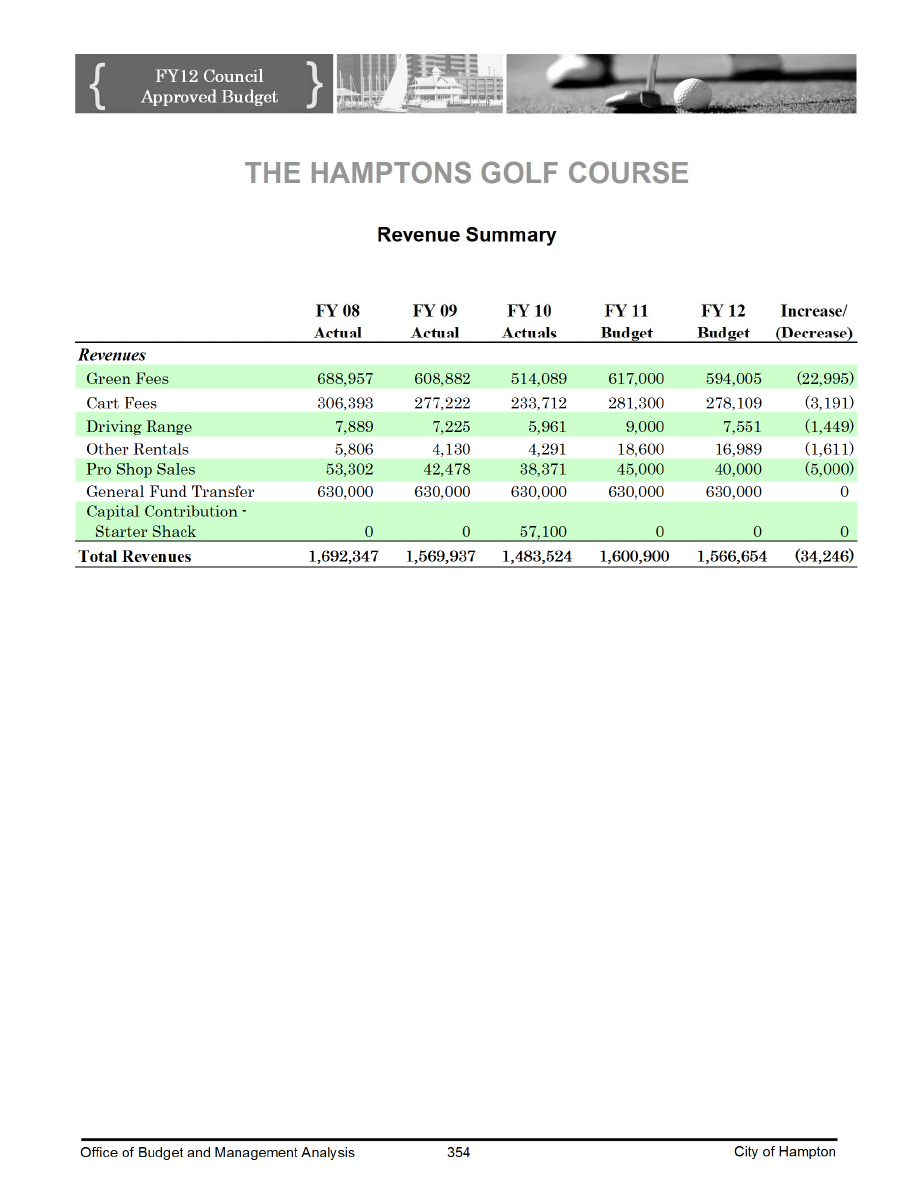 { FY12 Council }
Approved Budget
THE HAMPTONS GOLF COURSE
Revenue Summary
FY 08 FY 09 FY 10 FY 11 FY 12 Increase/
Actual Actual Actuals Budget Budget (Decrease)
Revenues
Green Fees 688,957 608,882 514,089 617,000 594,005 (22,995)
Cart Fees 306,393 277,222 233,712 281,300 278,109 (3,191)
Driving Range 7,889 7,225 5,961 9,000 7,551 (1,449)
Other Rentals 5,806 4,130 4,291 18,600 16,989 (1,611)
Pro Shop Sales 53,302 42,478 38,371 45,000 40,000 (5,000)
General Fund Transfer 630,000 630,000 630,000 630,000 630,000 0
Capital Contribution -
Starter Shack 0 0 57,100 0 0 0
Total Revenues 1,692,347 1,569,937 1,483,524 1,600,900 1,566,654 (34,246)
Office of Budget and Management Analysis 354 City of Hampton